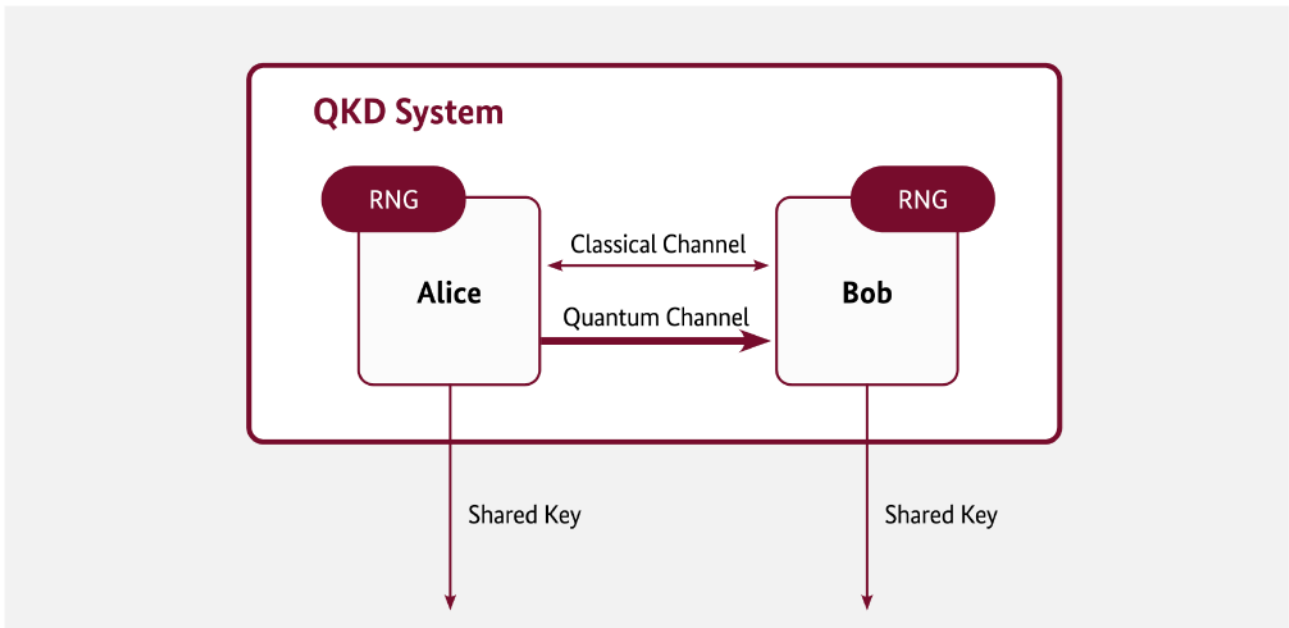 QKD System
RNG
RNG
Classical Channel
Alice
Bob
Quantum Channel
Shared Key
Shared Key